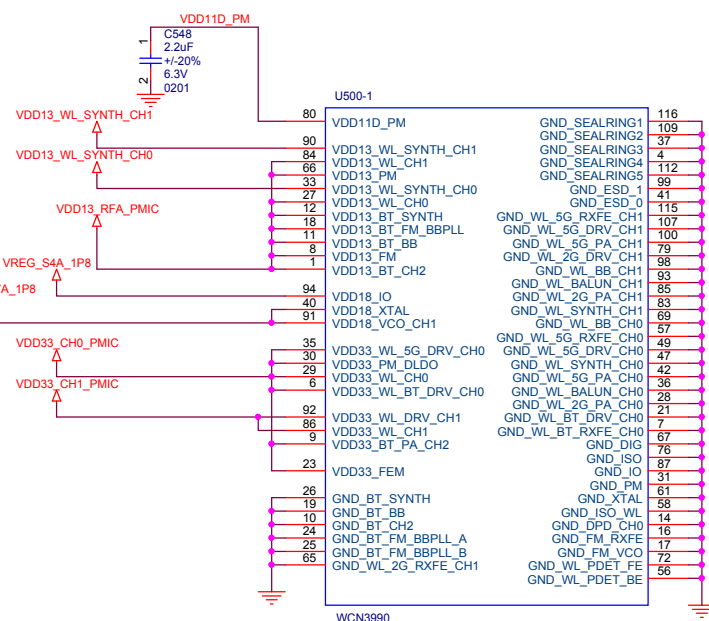 VDD11D_PM
C548
1
2.2uF
+/-20%
6.3V
2
0201
U500-1
VDD13_WL_SYNTH_CH1
VDD13_WL_SYNTH_CH0
VDD13_RFA_PMIC
VREG_S4A_1P8
A_1P8
VDD33_CH0_PMIC
VDD33_CH1_PMIC
80 VDD11D_PM
90 VDD13_WL_SYNTH_CH1
84 VDD13_WL_CH1
66 VDD13_PM
33 VDD13_WL_SYNTH_CH0
27 VDD13_WL_CH0
12 VDD13_BT_SYNTH
18 VDD13_BT_FM_BBPLL
11 VDD13_BT_BB
8 VDD13_FM
1 VDD13_BT_CH2
94 VDD18_IO
40 VDD18_XTAL
91 VDD18_VCO_CH1
35 VDD33_WL_5G_DRV_CH0
30 VDD33_PM_DLDO
29 VDD33_WL_CH0
6 VDD33_WL_BT_DRV_CH0
92 VDD33_WL_DRV_CH1
86 VDD33_WL_CH1
9 VDD33_BT_PA_CH2
23 VDD33_FEM
26 GND_BT_SYNTH
19 GND_BT_BB
10 GND_BT_CH2
24 GND_BT_FM_BBPLL_A
25 GND_BT_FM_BBPLL_B
65 GND_WL_2G_RXFE_CH1
GND_SEALRING1 116
GND_SEALRING2 109
GND_SEALRING3 37
GND_SEALRING4 4
GND_SEALRING5 112
GND_ESD_1 99
GND_ESD_0 41
GND_WL_5G_RXFE_CH1 115
GND_WL_5G_DRV_CH1 107
GND_WL_5G_PA_CH1 100
GND_WL_2G_DRV_CH1 79
GND_WL_BB_CH1 98
GND_WL_BALUN_CH1 93
GND_WL_2G_PA_CH1 85
GND_WL_SYNTH_CH1 83
GND_WL_BB_CH0 69
GND_WL_5G_RXFE_CH0 57
GND_WL_5G_DRV_CH0 49
GND_WL_SYNTH_CH0 47
GND_WL_5G_PA_CH0 42
GND_WL_BALUN_CH0 36
GND_WL_2G_PA_CH0 28
GND_WL_BT_DRV_CH0 21
GND_WL_BT_RXFE_CH0 7
GND_DIG 67
GND_ISO 76
GND_IO 87
GND_PM 31
GND_XTAL 61
GND_ISO_WL 58
GND_DPD_CH0 14
GND_FM_RXFE 16
GND_FM_VCO 17
GND_WL_PDET_FE 72
GND_WL_PDET_BE 56
WCN3990